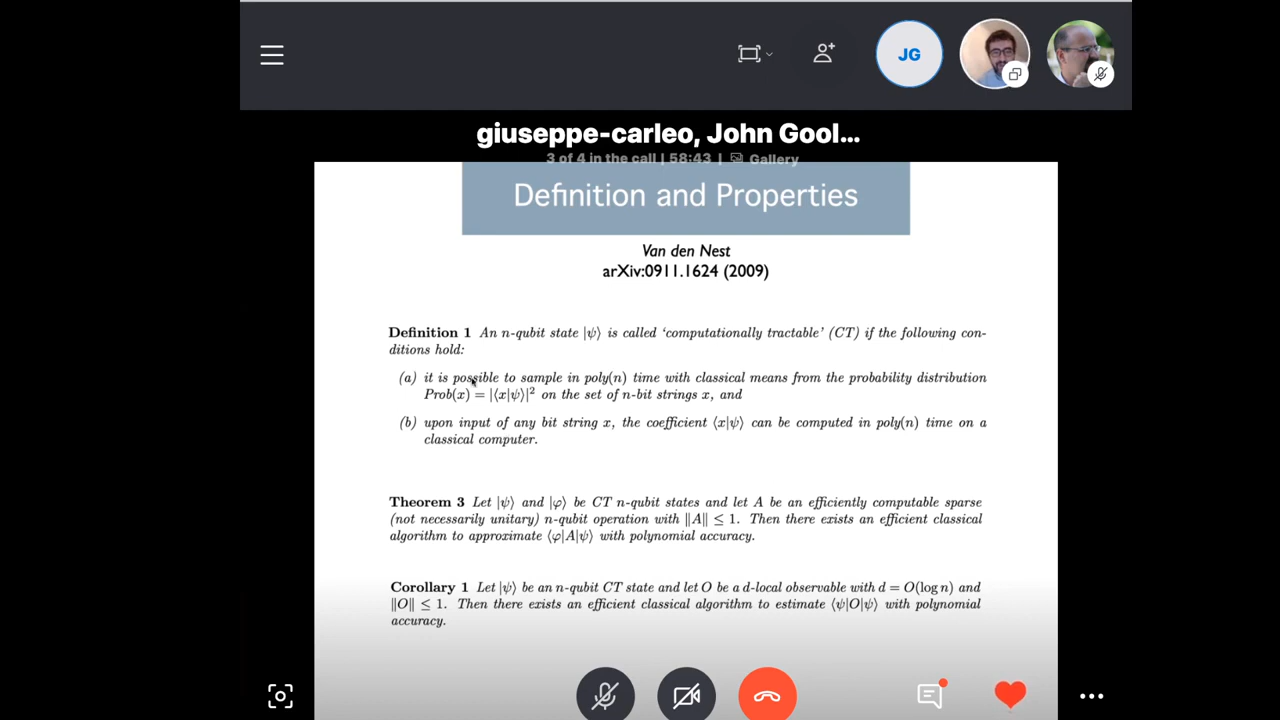 JG
giuseppe-carleo, John Gool...
3 of 4 in the call | 58:43 | Gallery
Definition and Properties
Van den Nest
arXiv:0911.1624 (2009)
Definition 1 An n-qubit state |ψ⟩ is called ‘computationally tractable’ (CT) if the following con-
ditions hold:
(a) it is possible to sample in poly(n) time with classical means from the probability distribution
Prob(x) = |⟨x|ψ⟩|² on the set of n-bit strings x, and
(b) upon input of any bit string x, the coefficient ⟨x|ψ⟩ can be computed in poly(n) time on a
classical computer.
Theorem 3 Let |ψ⟩ and |φ⟩ be CT n-qubit states and let A be an efficiently computable sparse
(not necessarily unitary) n-qubit operation with ‖A‖ ≤ 1. Then there exists an efficient classical
algorithm to approximate ⟨φ|A|ψ⟩ with polynomial accuracy.
Corollary 1 Let |ψ⟩ be an n-qubit CT state and let O be a d-local observable with d = O(log n) and
‖O‖ ≤ 1. Then there exists an efficient classical algorithm to estimate ⟨ψ|O|ψ⟩ with polynomial
accuracy.